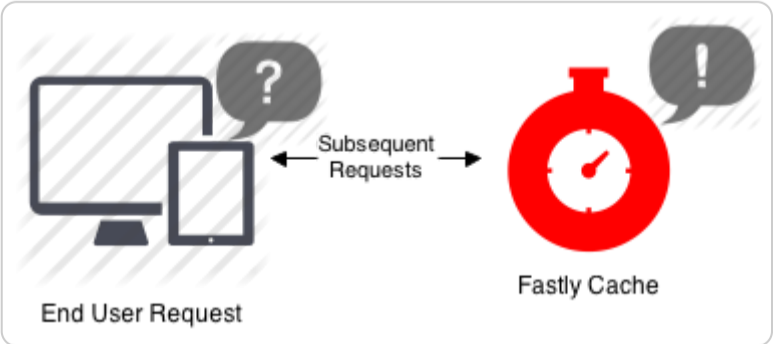 ?
!
Subsequent
Requests
Fastly Cache
End User Request